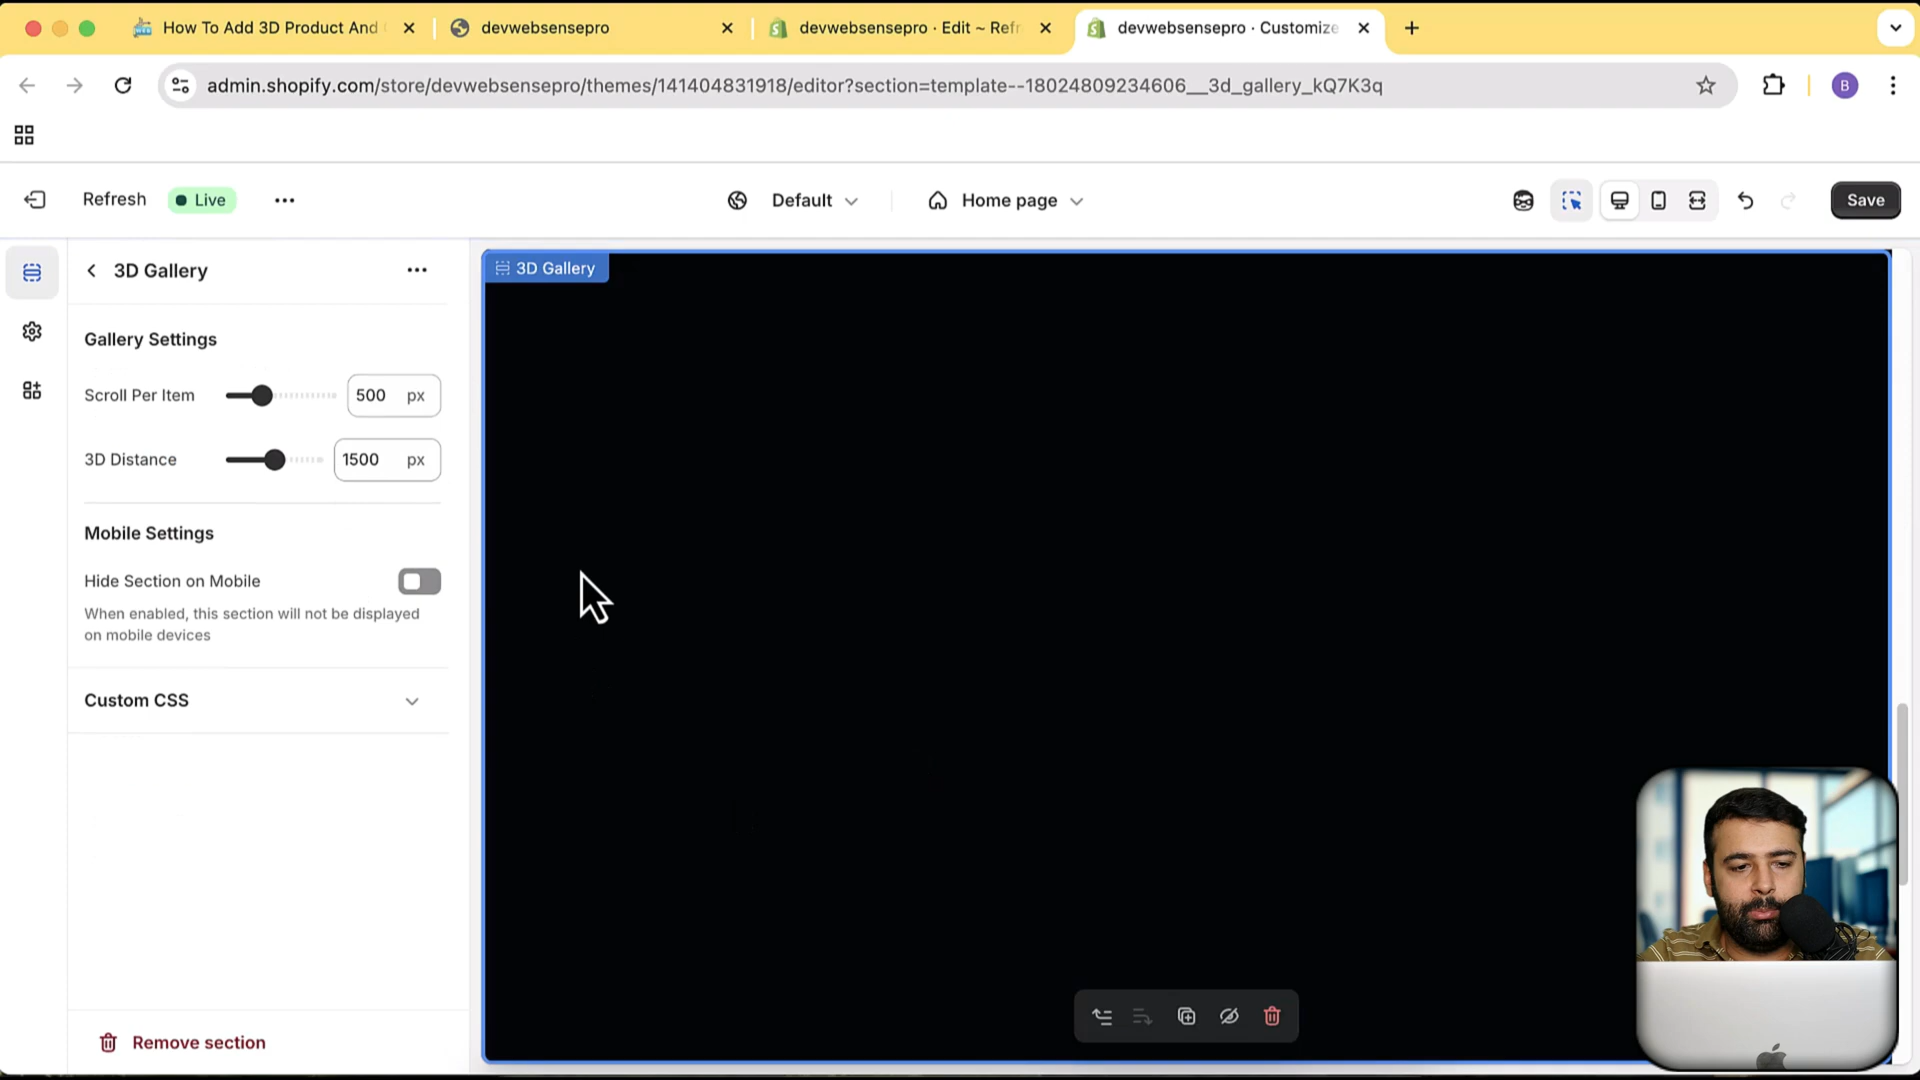 How To Add 3D Product And
devwebsensepro
devwebsensepro · Edit ~ Refr
devwebsensepro · Customize
admin.shopify.com/store/devwebsensepro/themes/141404831918/editor?section=template--18024809234606__3d_gallery_kQ7K3q
B
Refresh
Live
Default
Home page
Save
3D Gallery
3D Gallery
Gallery Settings
Scroll Per Item
500 px
3D Distance
1500 px
Mobile Settings
Hide Section on Mobile
When enabled, this section will not be displayed
on mobile devices
Custom CSS
Remove section